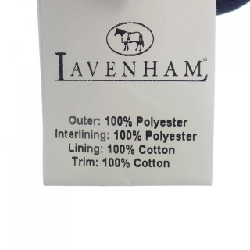 LAVENHAM
Outer: 100% Polyester
Interlining: 100% Polyester
Lining: 100% Cotton
Trim: 100% Cotton